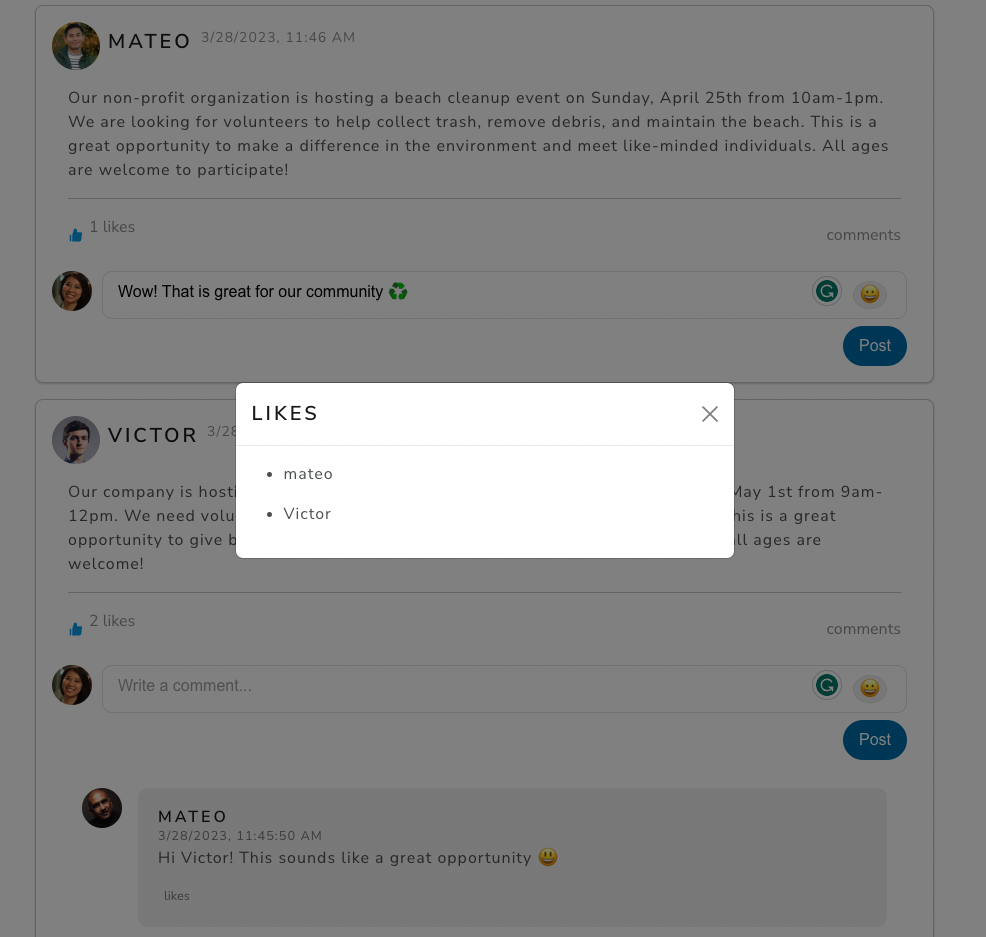 MATEO 3/28/2023, 11:46 AM
Our non-profit organization is hosting a beach cleanup event on Sunday, April 25th from 10am-1pm.
We are looking for volunteers to help collect trash, remove debris, and maintain the beach. This is a
great opportunity to make a difference in the environment and meet like-minded individuals. All ages
are welcome to participate!
1 likes
comments
Wow! That is great for our community ♻️
Post
LIKES
mateo
Victor
VICTOR 3/28
Our company is hosti May 1st from 9am-
12pm. We need volu his is a great
opportunity to give b ll ages are
welcome!
2 likes
comments
Write a comment...
Post
MATEO
3/28/2023, 11:45:50 AM
Hi Victor! This sounds like a great opportunity 😃
likes